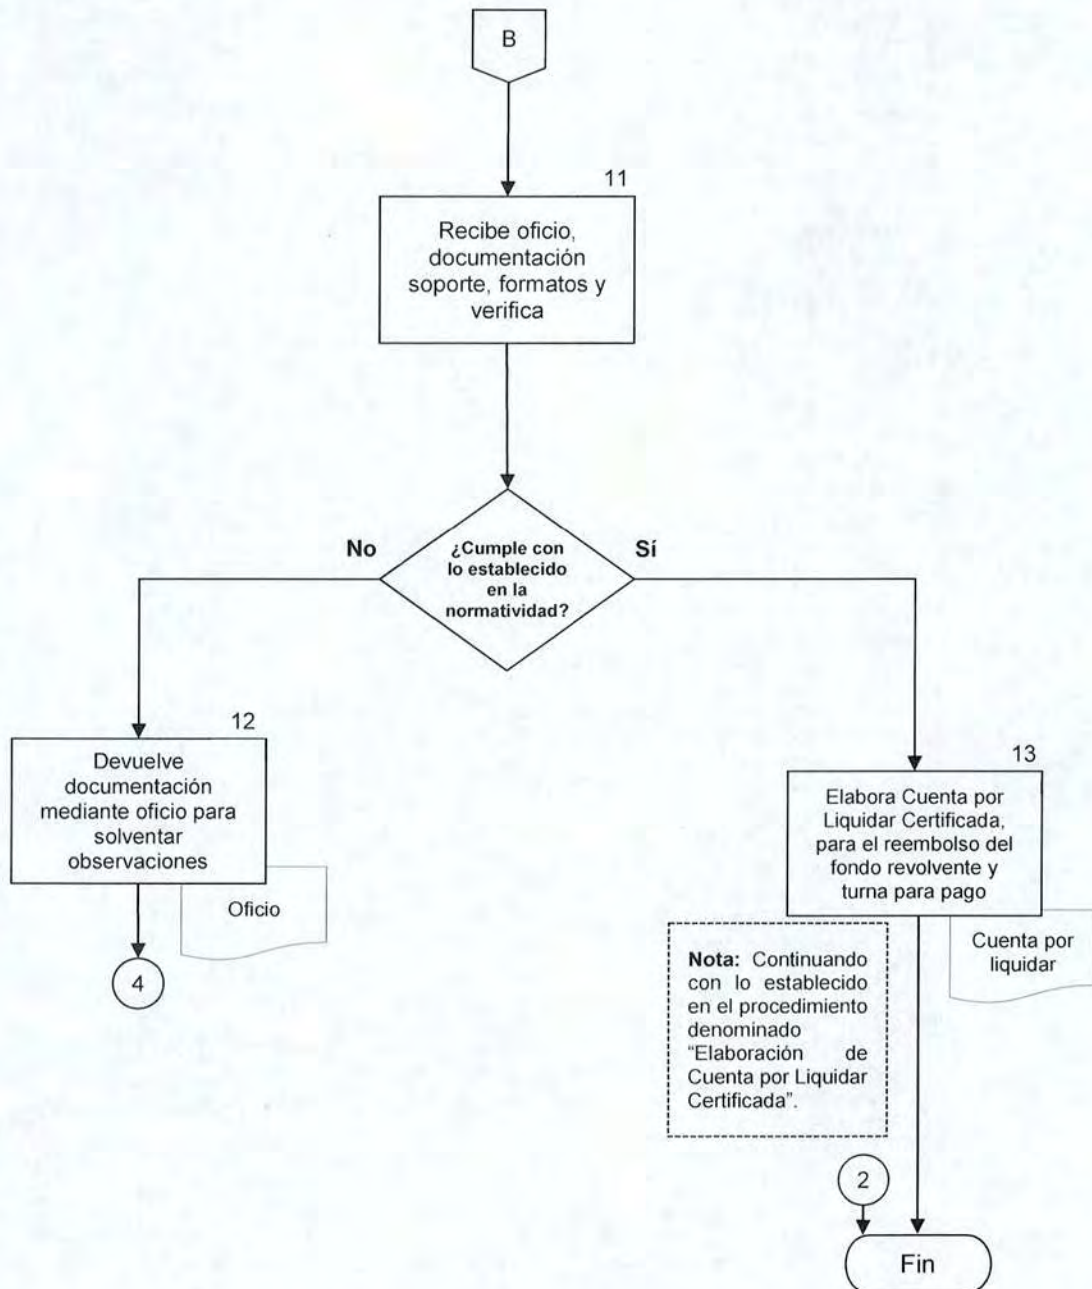 B
11
Recibe oficio,
documentación
soporte, formatos y
verifica
No
¿Cumple con
lo establecido
en la
normatividad?
Sí
12
Devuelve
documentación
mediante oficio para
solventar
observaciones
Oficio
4
13
Elabora Cuenta por
Liquidar Certificada,
para el reembolso del
fondo revolvente y
turna para pago
Cuenta por
liquidar
Nota: Continuando
con lo establecido
en el procedimiento
denominado
“Elaboración de
Cuenta por Liquidar
Certificada”.
2
Fin